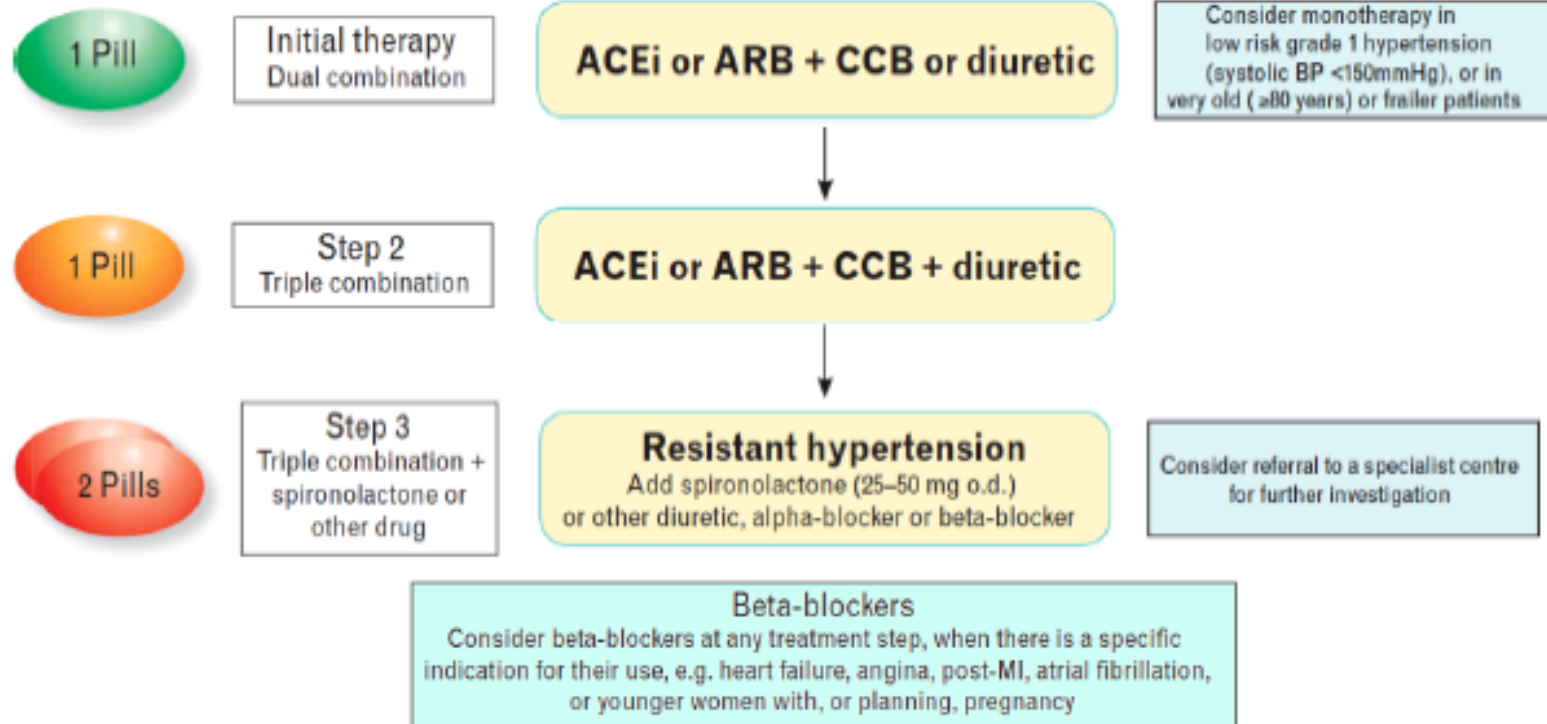 1 Pill
Initial therapy
Dual combination
ACEi or ARB + CCB or diuretic
Consider monotherapy in
low risk grade 1 hypertension
(systolic BP <150mmHg), or in
very old (≥80 years) or frailer patients
1 Pill
Step 2
Triple combination
ACEi or ARB + CCB + diuretic
2 Pills
Step 3
Triple combination +
spironolactone or
other drug
Resistant hypertension
Add spironolactone (25–50 mg o.d.)
or other diuretic, alpha-blocker or beta-blocker
Consider referral to a specialist centre
for further investigation
Beta-blockers
Consider beta-blockers at any treatment step, when there is a specific
indication for their use, e.g. heart failure, angina, post-MI, atrial fibrillation,
or younger women with, or planning, pregnancy